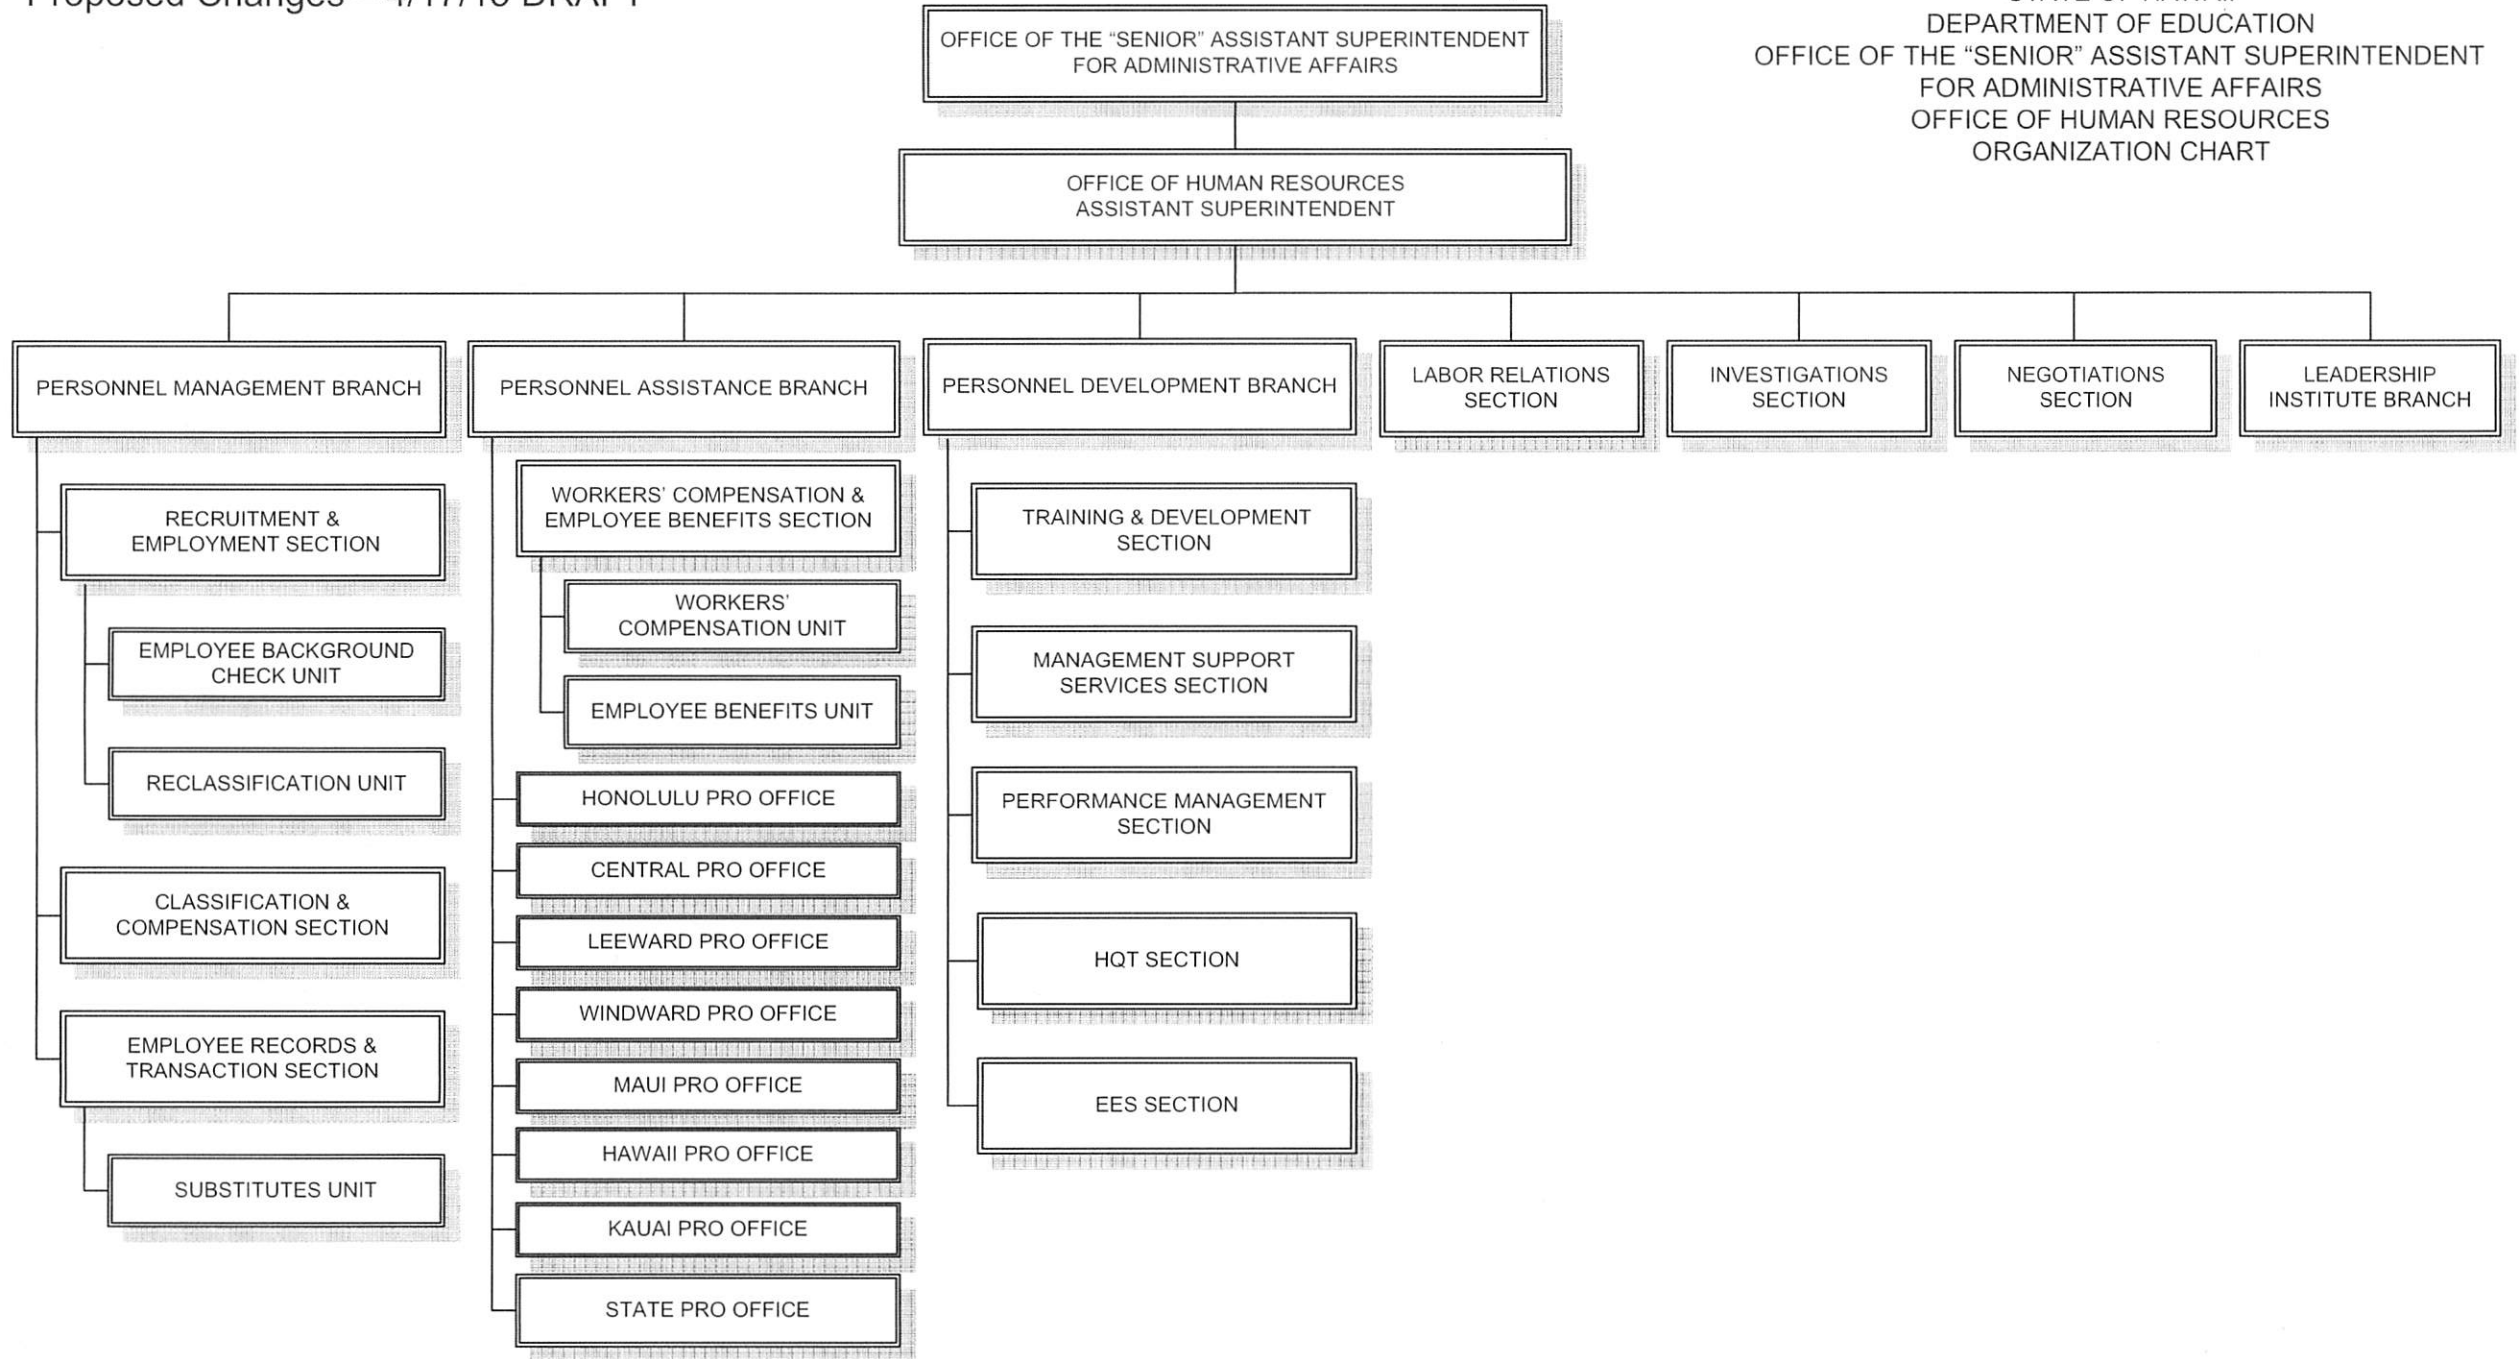 Proposed Changes
DRAFT
DEPARTMENT OF EDUCATION
OFFICE OF THE “SENIOR” ASSISTANT SUPERINTENDENT
FOR ADMINISTRATIVE AFFAIRS
OFFICE OF HUMAN RESOURCES
ORGANIZATION CHART
OFFICE OF THE “SENIOR” ASSISTANT SUPERINTENDENT
FOR ADMINISTRATIVE AFFAIRS
OFFICE OF HUMAN RESOURCES
ASSISTANT SUPERINTENDENT
PERSONNEL MANAGEMENT BRANCH
RECRUITMENT &
EMPLOYMENT SECTION
EMPLOYEE BACKGROUND
CHECK UNIT
RECLASSIFICATION UNIT
CLASSIFICATION &
COMPENSATION SECTION
EMPLOYEE RECORDS &
TRANSACTION SECTION
SUBSTITUTES UNIT
PERSONNEL ASSISTANCE BRANCH
WORKERS’ COMPENSATION &
EMPLOYEE BENEFITS SECTION
WORKERS’
COMPENSATION UNIT
EMPLOYEE BENEFITS UNIT
HONOLULU PRO OFFICE
CENTRAL PRO OFFICE
LEEWARD PRO OFFICE
WINDWARD PRO OFFICE
MAUI PRO OFFICE
HAWAII PRO OFFICE
KAUAI PRO OFFICE
STATE PRO OFFICE
PERSONNEL DEVELOPMENT BRANCH
TRAINING & DEVELOPMENT
SECTION
MANAGEMENT SUPPORT
SERVICES SECTION
PERFORMANCE MANAGEMENT
SECTION
HQT SECTION
EES SECTION
LABOR RELATIONS
SECTION
INVESTIGATIONS
SECTION
NEGOTIATIONS
SECTION
LEADERSHIP
INSTITUTE BRANCH